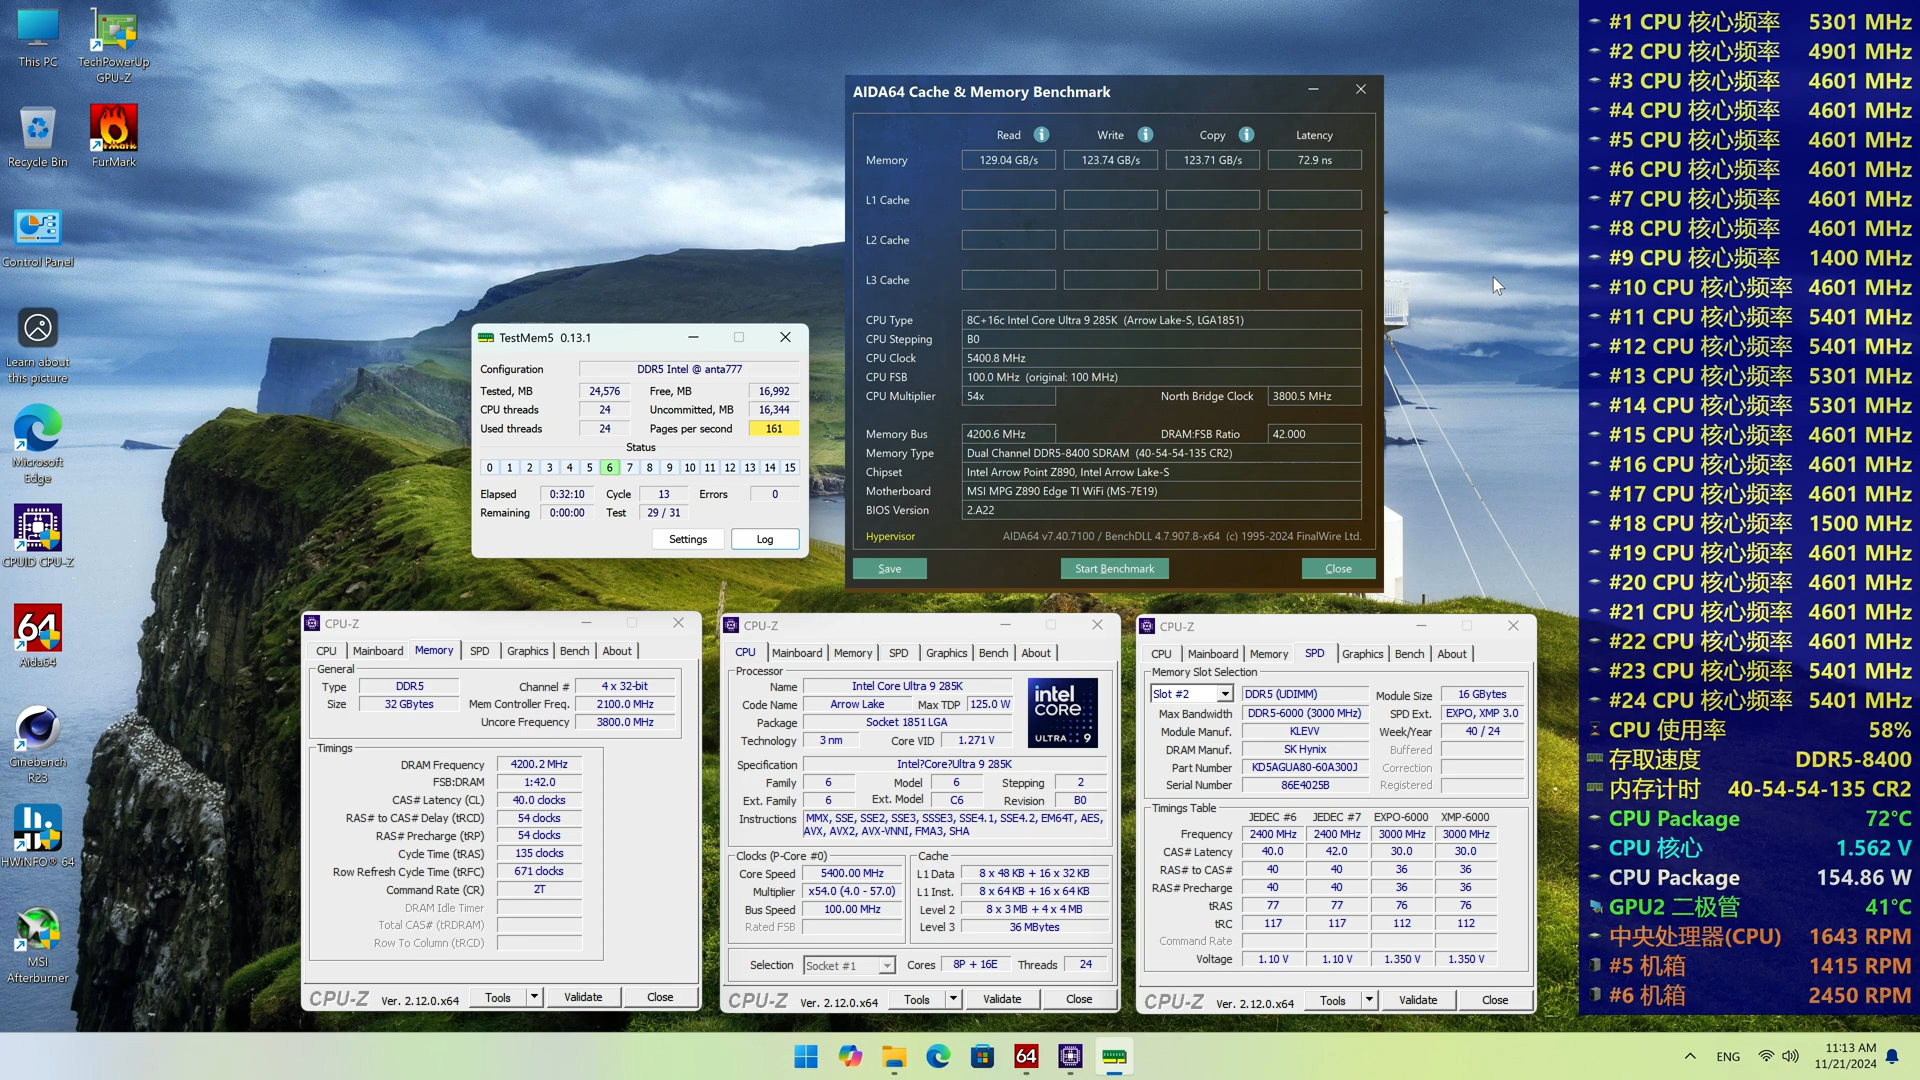 This PC
TechPowerUp GPU-Z
Recycle Bin
FurMark
Control Panel
Learn about this picture
Microsoft Edge
CPUID CPU-Z
64
Aida64
Cinebench R23
HWiNFO® 64
MSI Afterburner
TestMem5 0.13.1
Configuration DDR5 Intel @ anta777
Tested, MB 24,576 Free, MB 16,992
CPU threads 24 Uncommitted, MB 16,344
Used threads 24 Pages per second 161
Status
0 1 2 3 4 5 6 7 8 9 10 11 12 13 14 15
Elapsed 0:32:10 Cycle 13 Errors 0
Remaining 0:00:00 Test 29 / 31
Settings Log
AIDA64 Cache & Memory Benchmark
Read Write Copy Latency
Memory 129.04 GB/s 123.74 GB/s 123.71 GB/s 72.9 ns
L1 Cache
L2 Cache
L3 Cache
CPU Type 8C+16c Intel Core Ultra 9 285K (Arrow Lake-S, LGA1851)
CPU Stepping B0
CPU Clock 5400.8 MHz
CPU FSB 100.0 MHz (original: 100 MHz)
CPU Multiplier 54x North Bridge Clock 3800.5 MHz
Memory Bus 4200.6 MHz DRAM:FSB Ratio 42.000
Memory Type Dual Channel DDR5-8400 SDRAM (40-54-54-135 CR2)
Chipset Intel Arrow Point Z890, Intel Arrow Lake-S
Motherboard MSI MPG Z890 Edge TI WiFi (MS-7E19)
BIOS Version 2.A22
Hypervisor AIDA64 v7.40.7100 / BenchDLL 4.7.907.8-x64 (c) 1995-2024 FinalWire Ltd.
Save Start Benchmark Close
CPU-Z
CPU Mainboard Memory SPD Graphics Bench About
General
Type DDR5 Channel # 4 x 32-bit
Size 32 GBytes Mem Controller Freq. 2100.0 MHz
Uncore Frequency 3800.0 MHz
Timings
DRAM Frequency 4200.2 MHz
FSB:DRAM 1:42.0
CAS# Latency (CL) 40.0 clocks
RAS# to CAS# Delay (tRCD) 54 clocks
RAS# Precharge (tRP) 54 clocks
Cycle Time (tRAS) 135 clocks
Row Refresh Cycle Time (tRFC) 671 clocks
Command Rate (CR) 2T
DRAM Idle Timer
Total CAS# (tRDRAM)
Row To Column (tRCD)
CPU-Z Ver. 2.12.0.x64 Tools Validate Close
CPU-Z
CPU Mainboard Memory SPD Graphics Bench About
Processor
Name Intel Core Ultra 9 285K
Code Name Arrow Lake Max TDP 125.0 W
Package Socket 1851 LGA
Technology 3 nm Core VID 1.271 V
intel CORE ULTRA 9
Specification Intel?Core?Ultra 9 285K
Family 6 Model 6 Stepping 2
Ext. Family 6 Ext. Model C6 Revision B0
Instructions MMX, SSE, SSE2, SSE3, SSSE3, SSE4.1, SSE4.2, EM64T, AES,
AVX, AVX2, AVX-VNNI, FMA3, SHA
Clocks (P-Core #0) Cache
Core Speed 5400.00 MHz L1 Data 8 x 48 KB + 16 x 32 KB
Multiplier x54.0 (4.0 - 57.0) L1 Inst. 8 x 64 KB + 16 x 64 KB
Bus Speed 100.00 MHz Level 2 8 x 3 MB + 4 x 4 MB
Rated FSB Level 3 36 MBytes
Selection Socket #1 Cores 8P + 16E Threads 24
CPU-Z Ver. 2.12.0.x64 Tools Validate Close
CPU-Z
CPU Mainboard Memory SPD Graphics Bench About
Memory Slot Selection
Slot #2 DDR5 (UDIMM) Module Size 16 GBytes
Max Bandwidth DDR5-6000 (3000 MHz) SPD Ext. EXPO, XMP 3.0
Module Manuf. KLEVV Week/Year 40 / 24
DRAM Manuf. SK Hynix Buffered
Part Number KD5AGUA80-60A300J Correction
Serial Number 86E4025B Registered
Timings Table
JEDEC #6 JEDEC #7 EXPO-6000 XMP-6000
Frequency 2400 MHz 2400 MHz 3000 MHz 3000 MHz
CAS# Latency 40.0 42.0 30.0 30.0
RAS# to CAS# 40 40 36 36
RAS# Precharge 40 40 36 36
tRAS 77 77 76 76
tRC 117 117 112 112
Command Rate
Voltage 1.10 V 1.10 V 1.350 V 1.350 V
CPU-Z Ver. 2.12.0.x64 Tools Validate Close
#1 CPU 核心频率 5301 MHz
#2 CPU 核心频率 4901 MHz
#3 CPU 核心频率 4601 MHz
#4 CPU 核心频率 4601 MHz
#5 CPU 核心频率 4601 MHz
#6 CPU 核心频率 4601 MHz
#7 CPU 核心频率 4601 MHz
#8 CPU 核心频率 4601 MHz
#9 CPU 核心频率 1400 MHz
#10 CPU 核心频率 4601 MHz
#11 CPU 核心频率 5401 MHz
#12 CPU 核心频率 5401 MHz
#13 CPU 核心频率 5301 MHz
#14 CPU 核心频率 5301 MHz
#15 CPU 核心频率 4601 MHz
#16 CPU 核心频率 4601 MHz
#17 CPU 核心频率 4601 MHz
#18 CPU 核心频率 1500 MHz
#19 CPU 核心频率 4601 MHz
#20 CPU 核心频率 4601 MHz
#21 CPU 核心频率 4601 MHz
#22 CPU 核心频率 4601 MHz
#23 CPU 核心频率 5401 MHz
#24 CPU 核心频率 5401 MHz
CPU 使用率 58%
存取速度 DDR5-8400
内存计时 40-54-54-135 CR2
CPU Package 72°C
CPU 核心 1.562 V
CPU Package 154.86 W
GPU2 二极管 41°C
中央处理器(CPU) 1643 RPM
#5 机箱 1415 RPM
#6 机箱 2450 RPM
64
ENG
11:13 AM
11/21/2024